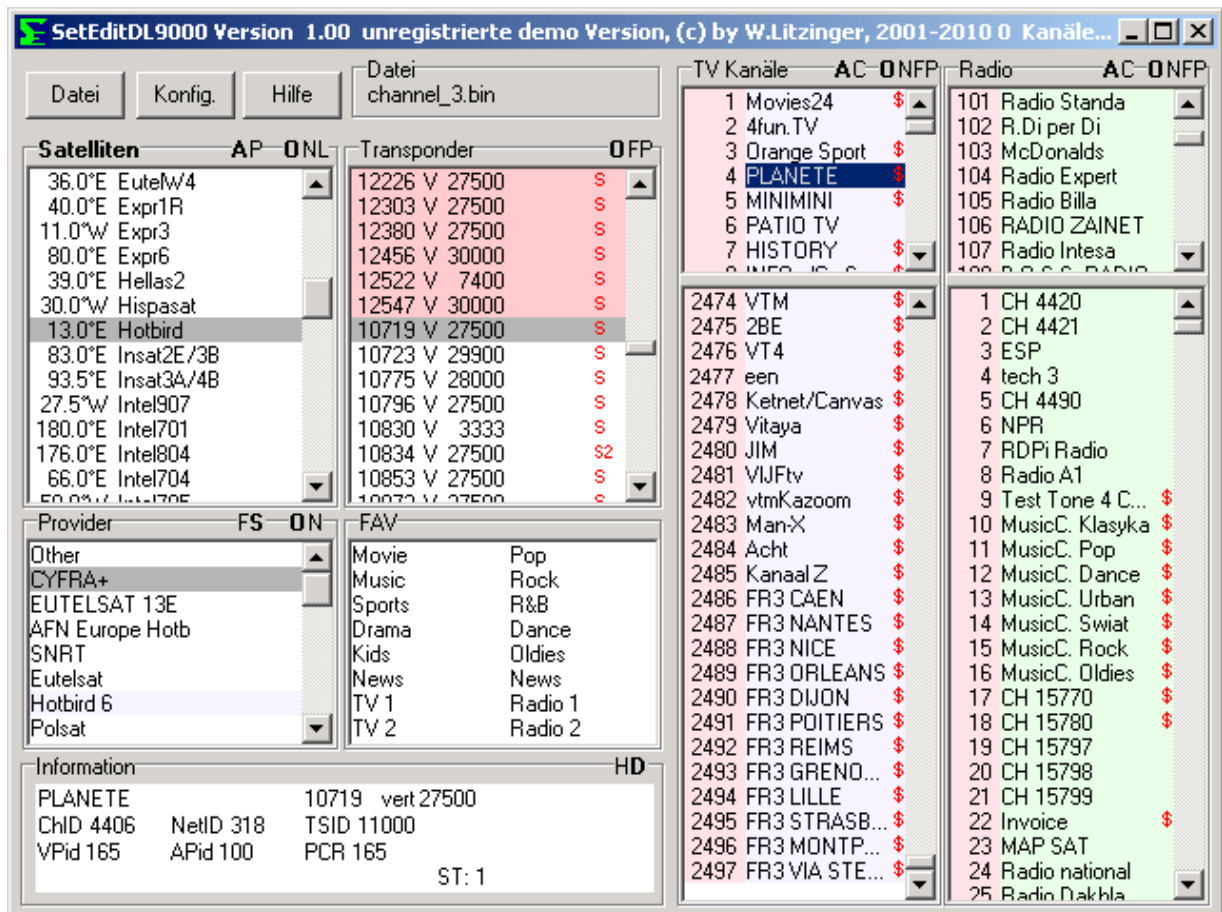 SetEditDL9000 Version 1.00 unregistrierte demo Version, (c) by W.Litzinger, 2001-2010 0 Kanäle...
Datei Konfig. Hilfe
Datei
channel_3.bin
Satelliten AP ONL
36.0°E EutelW4
40.0°E Expr1R
11.0°W Expr3
80.0°E Expr6
39.0°E Hellas2
30.0°W Hispasat
13.0°E Hotbird
83.0°E Insat2E/3B
93.5°E Insat3A/4B
27.5°W Intel907
180.0°E Intel701
176.0°E Intel804
66.0°E Intel704
Transponder OFP
12226 V 27500 S
12303 V 27500 S
12380 V 27500 S
12456 V 30000 S
12522 V 7400 S
12547 V 30000 S
10719 V 27500 S
10723 V 29900 S
10775 V 28000 S
10796 V 27500 S
10830 V 3333 S
10834 V 27500 S2
10853 V 27500 S
Provider FS ON
Other
CYFRA+
EUTELSAT 13E
AFN Europe Hotb
SNRT
Eutelsat
Hotbird 6
Polsat
FAV
Movie Pop
Music Rock
Sports R&B
Drama Dance
Kids Oldies
News News
TV 1 Radio 1
TV 2 Radio 2
Information HD
PLANETE 10719 vert 27500
ChID 4406 NetID 318 TSID 11000
VPid 165 APid 100 PCR 165
ST: 1
TV Kanäle AC ONFP
1 Movies24 $
2 4fun.TV
3 Orange Sport $
4 PLANETE $
5 MINIMINI $
6 PATIO TV
7 HISTORY $
2474 VTM $
2475 2BE $
2476 VT4 $
2477 een $
2478 Ketnet/Canvas $
2479 Vitaya $
2480 JIM $
2481 VIJFtv $
2482 vtmKazoom $
2483 Man-X $
2484 Acht $
2485 Kanaal Z $
2486 FR3 CAEN $
2487 FR3 NANTES $
2488 FR3 NICE $
2489 FR3 ORLEANS $
2490 FR3 DIJON $
2491 FR3 POITIERS $
2492 FR3 REIMS $
2493 FR3 GRENO... $
2494 FR3 LILLE $
2495 FR3 STRASB... $
2496 FR3 MONTP... $
2497 FR3 VIA STE... $
Radio AC ONFP
101 Radio Standa
102 R.Di per Di
103 McDonalds
104 Radio Expert
105 Radio Billa
106 RADIO ZAINET
107 Radio Intesa
1 CH 4420
2 CH 4421
3 ESP
4 tech 3
5 CH 4490
6 NPR
7 RDPi Radio
8 Radio A1
9 Test Tone 4 C... $
10 MusicC. Klasyka $
11 MusicC. Pop $
12 MusicC. Dance $
13 MusicC. Urban $
14 MusicC. Swiat $
15 MusicC. Rock $
16 MusicC. Oldies $
17 CH 15770 $
18 CH 15780 $
19 CH 15797
20 CH 15798
21 CH 15799
22 Invoice $
23 MAP SAT
24 Radio national
25 Radio Dakhla